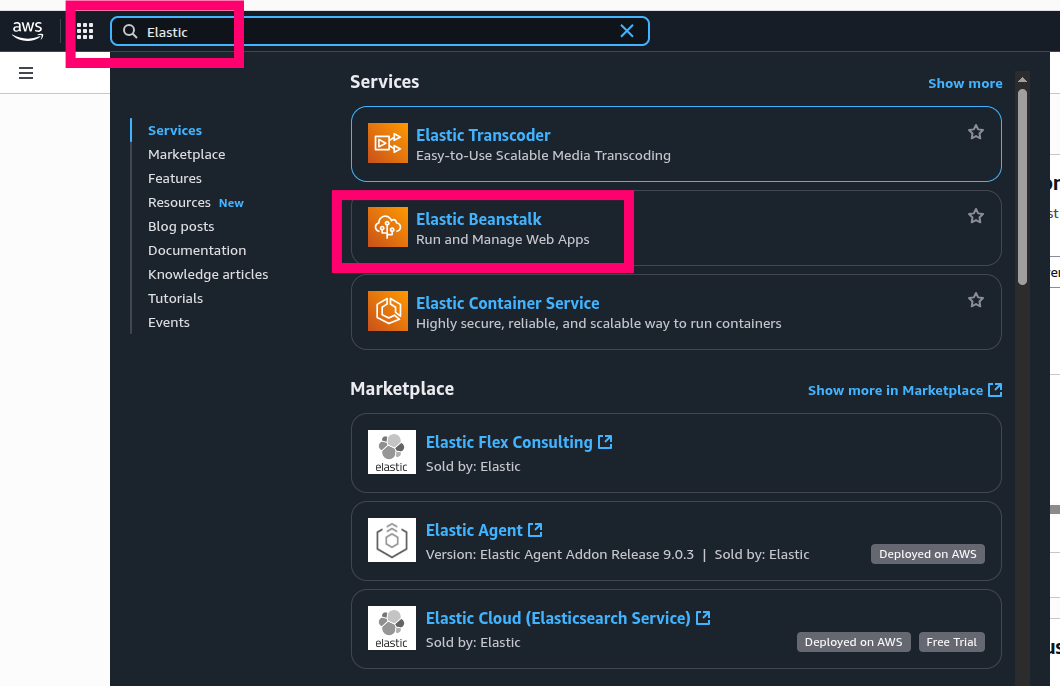 aws
Elastic
Services
Show more
Services
Marketplace
Features
Resources New
Blog posts
Documentation
Knowledge articles
Tutorials
Events
Elastic Transcoder
Easy-to-Use Scalable Media Transcoding
Elastic Beanstalk
Run and Manage Web Apps
Elastic Container Service
Highly secure, reliable, and scalable way to run containers
Marketplace
Show more in Marketplace
elastic
Elastic Flex Consulting
Sold by: Elastic
Elastic Agent
Version: Elastic Agent Addon Release 9.0.3 | Sold by: Elastic
Deployed on AWS
elastic
Elastic Cloud (Elasticsearch Service)
Sold by: Elastic
Deployed on AWS Free Trial